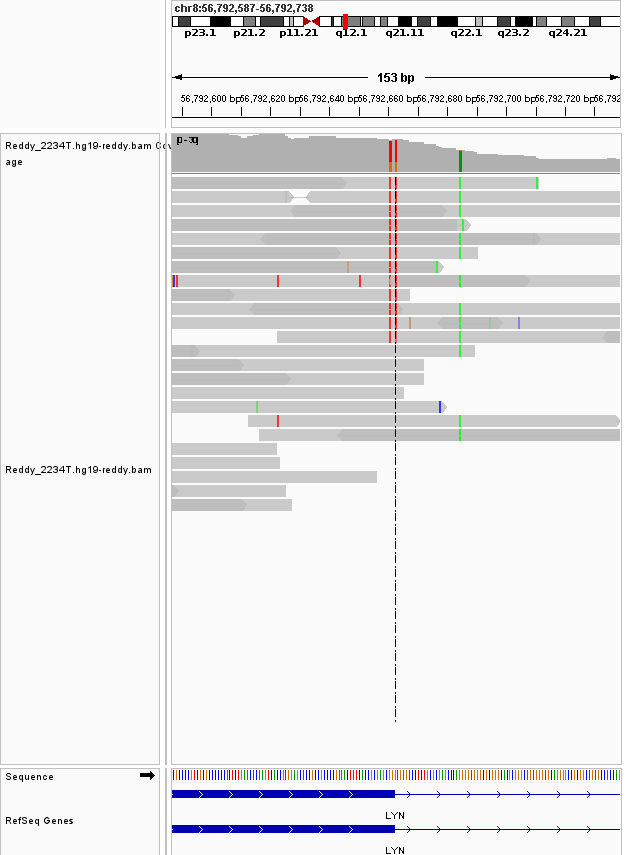 chr8:56,792,587-56,792,738
p23.1 p21.2 p11.21 q12.1 q21.11 q22.1 q23.2 q24.21
153 bp
56,792,600 bp 56,792,620 bp 56,792,640 bp 56,792,660 bp 56,792,680 bp 56,792,700 bp 56,792,720 bp 56,792
Reddy_2234T.hg19-reddy.bam Cov
age
Reddy_2234T.hg19-reddy.bam
Sequence
LYN
RefSeq Genes
LYN